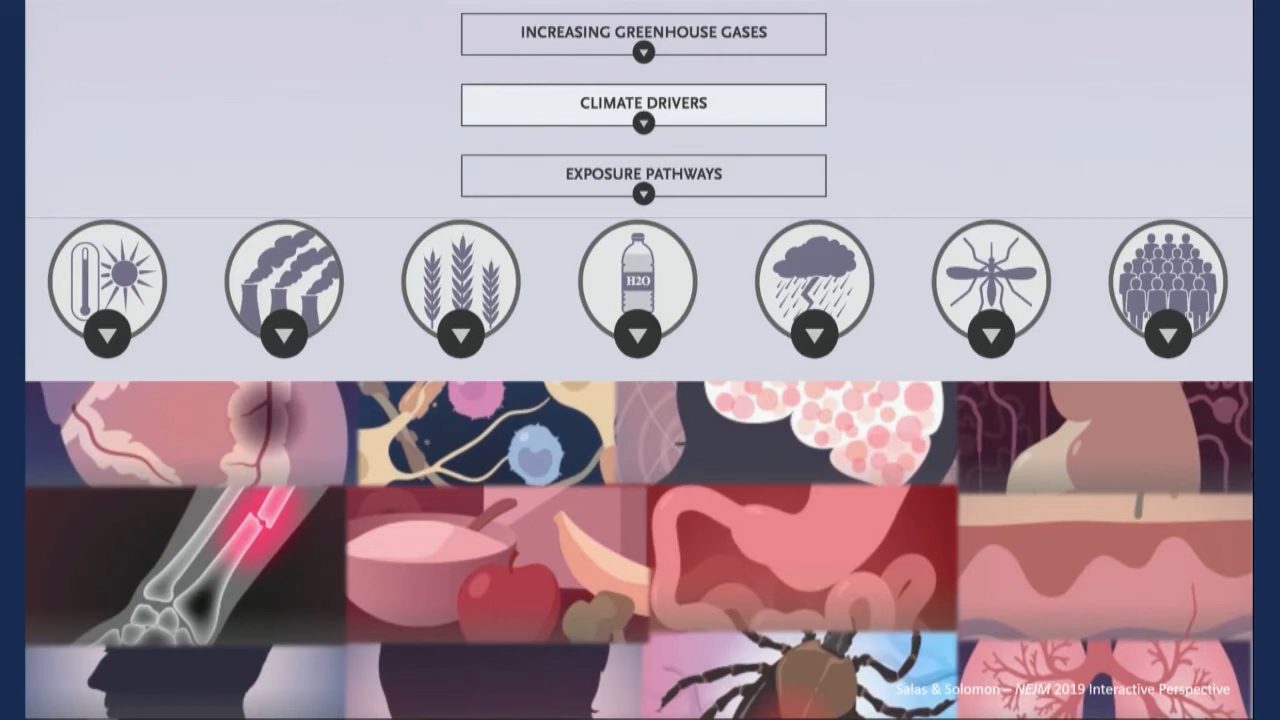 INCREASING GREENHOUSE GASES
CLIMATE DRIVERS
EXPOSURE PATHWAYS
H2O
Salas & Solomon – NEJM 2019 Interactive Perspective